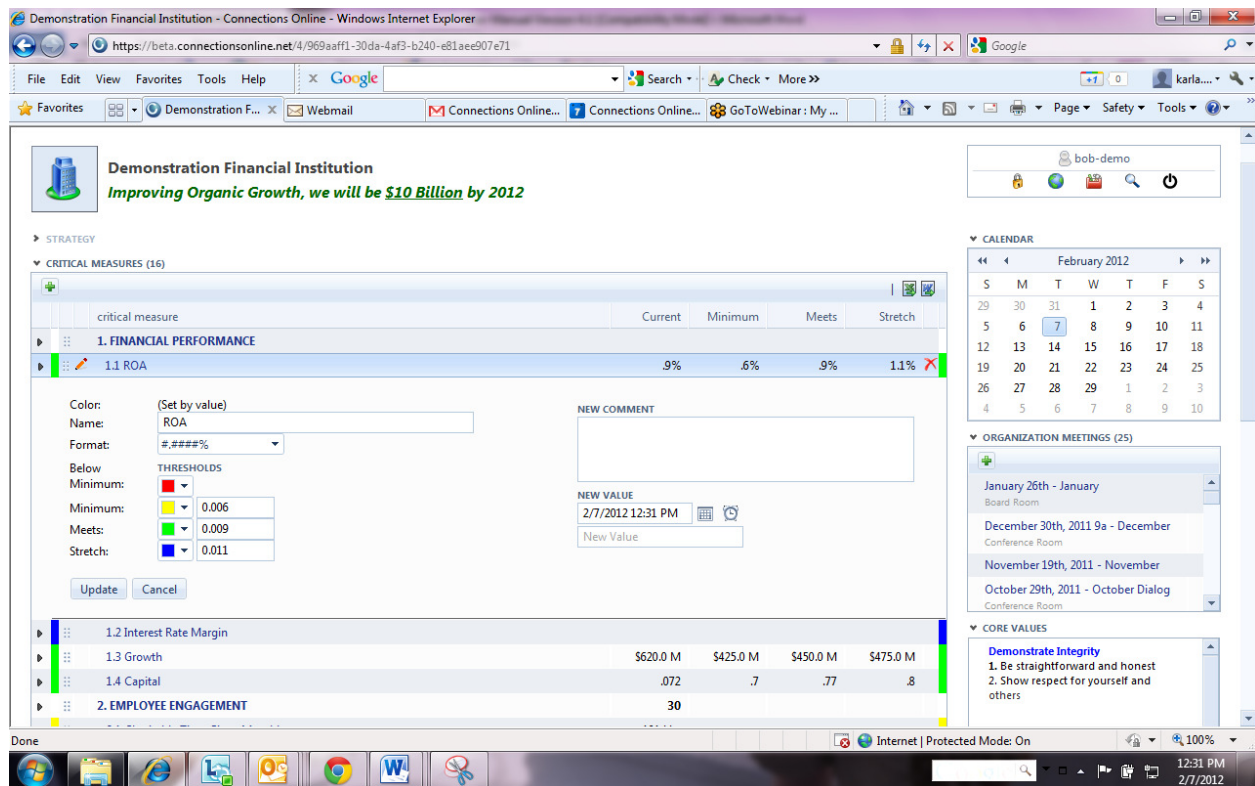 Demonstration Financial Institution - Connections Online - Windows Internet Explorer
https://beta.connectionsonline.net/4/969aaff1-30da-4af3-b240-e81aee907e71
Google
File Edit View Favorites Tools Help
x Google Search Check More >> +1 0 karla....
Favorites Demonstration F... X Webmail Connections Online... Connections Online... GoToWebinar : My ... Page Safety Tools
Demonstration Financial Institution
Improving Organic Growth, we will be $10 Billion by 2012
bob-demo
STRATEGY
CRITICAL MEASURES (16)
critical measure Current Minimum Meets Stretch
1. FINANCIAL PERFORMANCE
1.1 ROA .9% .6% .9% 1.1%
Color: (Set by value)
Name: ROA
Format: #,####%
Below Minimum: THRESHOLDS
Minimum: 0.006
Meets: 0.009
Stretch: 0.011
Update Cancel
NEW COMMENT
NEW VALUE
2/7/2012 12:31 PM
New Value
1.2 Interest Rate Margin
1.3 Growth $620.0 M $425.0 M $450.0 M $475.0 M
1.4 Capital .072 .7 .77 .8
2. EMPLOYEE ENGAGEMENT 30
CALENDAR
February 2012
S M T W T F S
29 30 31 1 2 3 4
5 6 7 8 9 10 11
12 13 14 15 16 17 18
19 20 21 22 23 24 25
26 27 28 29 1 2 3
4 5 6 7 8 9 10
ORGANIZATION MEETINGS (25)
January 26th - January
Board Room
December 30th, 2011 9a - December
Conference Room
November 19th, 2011 - November
October 29th, 2011 - October Dialog
Conference Room
CORE VALUES
Demonstrate Integrity
1. Be straightforward and honest
2. Show respect for yourself and
others
Done Internet | Protected Mode: On 100%
12:31 PM
2/7/2012